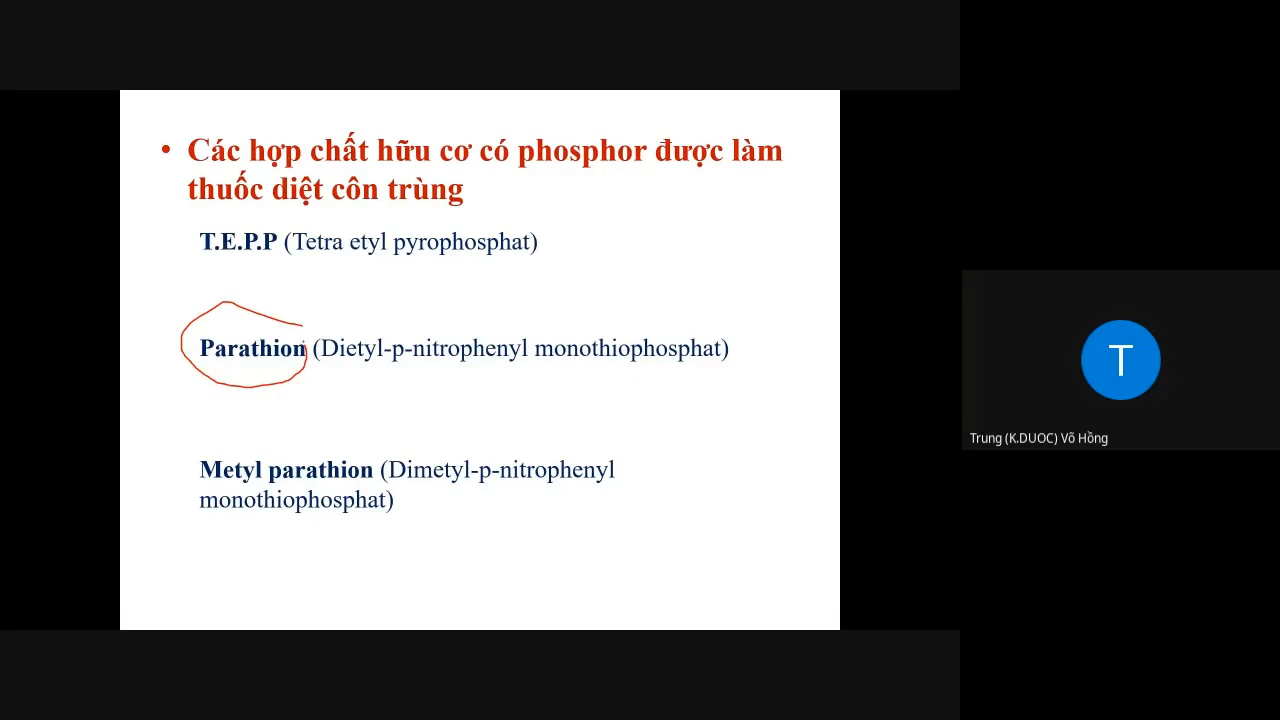 • Các hợp chất hữu cơ có phosphor được làm
thuốc diệt côn trùng
T.E.P.P (Tetra etyl pyrophosphat)
Parathion (Dietyl-p-nitrophenyl monothiophosphat)
Metyl parathion (Dimetyl-p-nitrophenyl
monothiophosphat)
T
Trung (K.DUOC) Võ Hồng